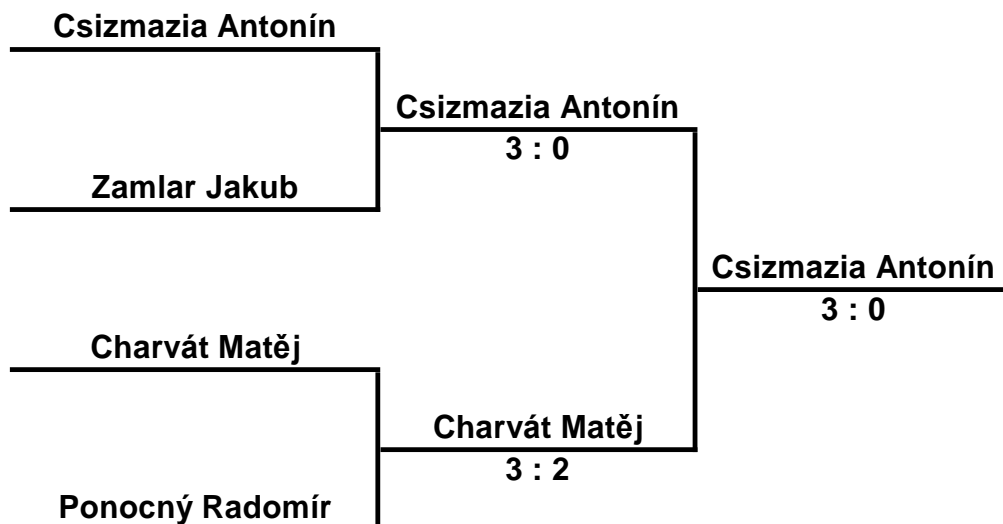 Csizmazia Antonín
Csizmazia Antonín
3 : 0
Zamlar Jakub
Csizmazia Antonín
3 : 0
Charvát Matěj
Charvát Matěj
3 : 2
Ponocný Radomír